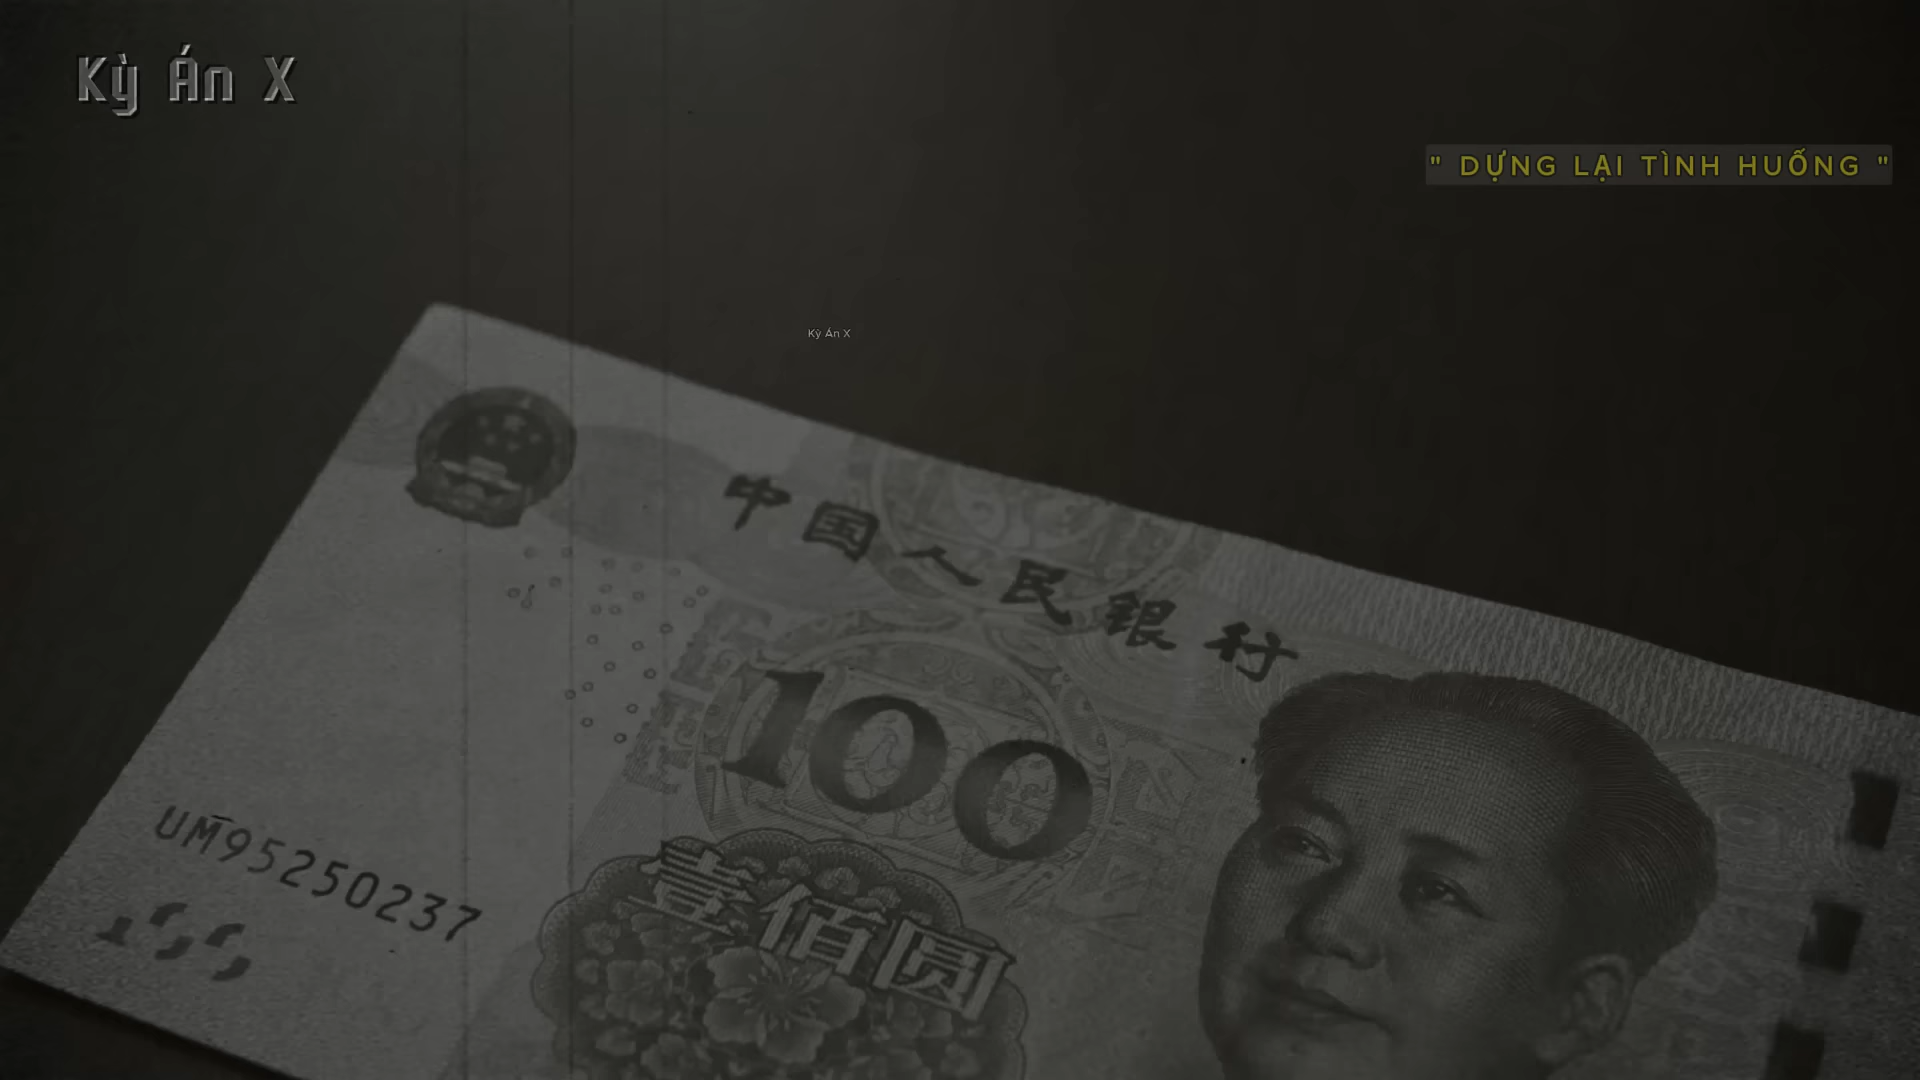 Kỳ Án X
" DỰNG LẠI TÌNH HUỐNG "
Kỳ Án X
中国人民银行
100
壹佰圆
UM95250237